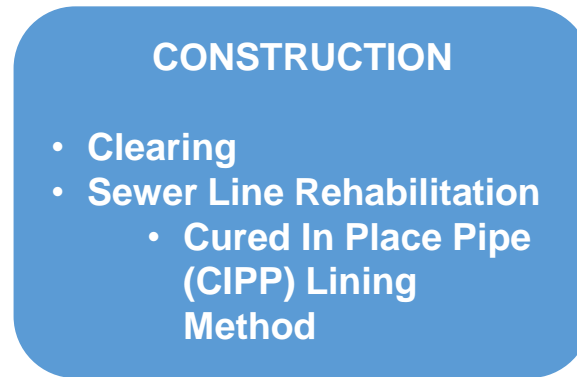 CONSTRUCTION
• Clearing
• Sewer Line Rehabilitation
• Cured In Place Pipe
(CIPP) Lining
Method